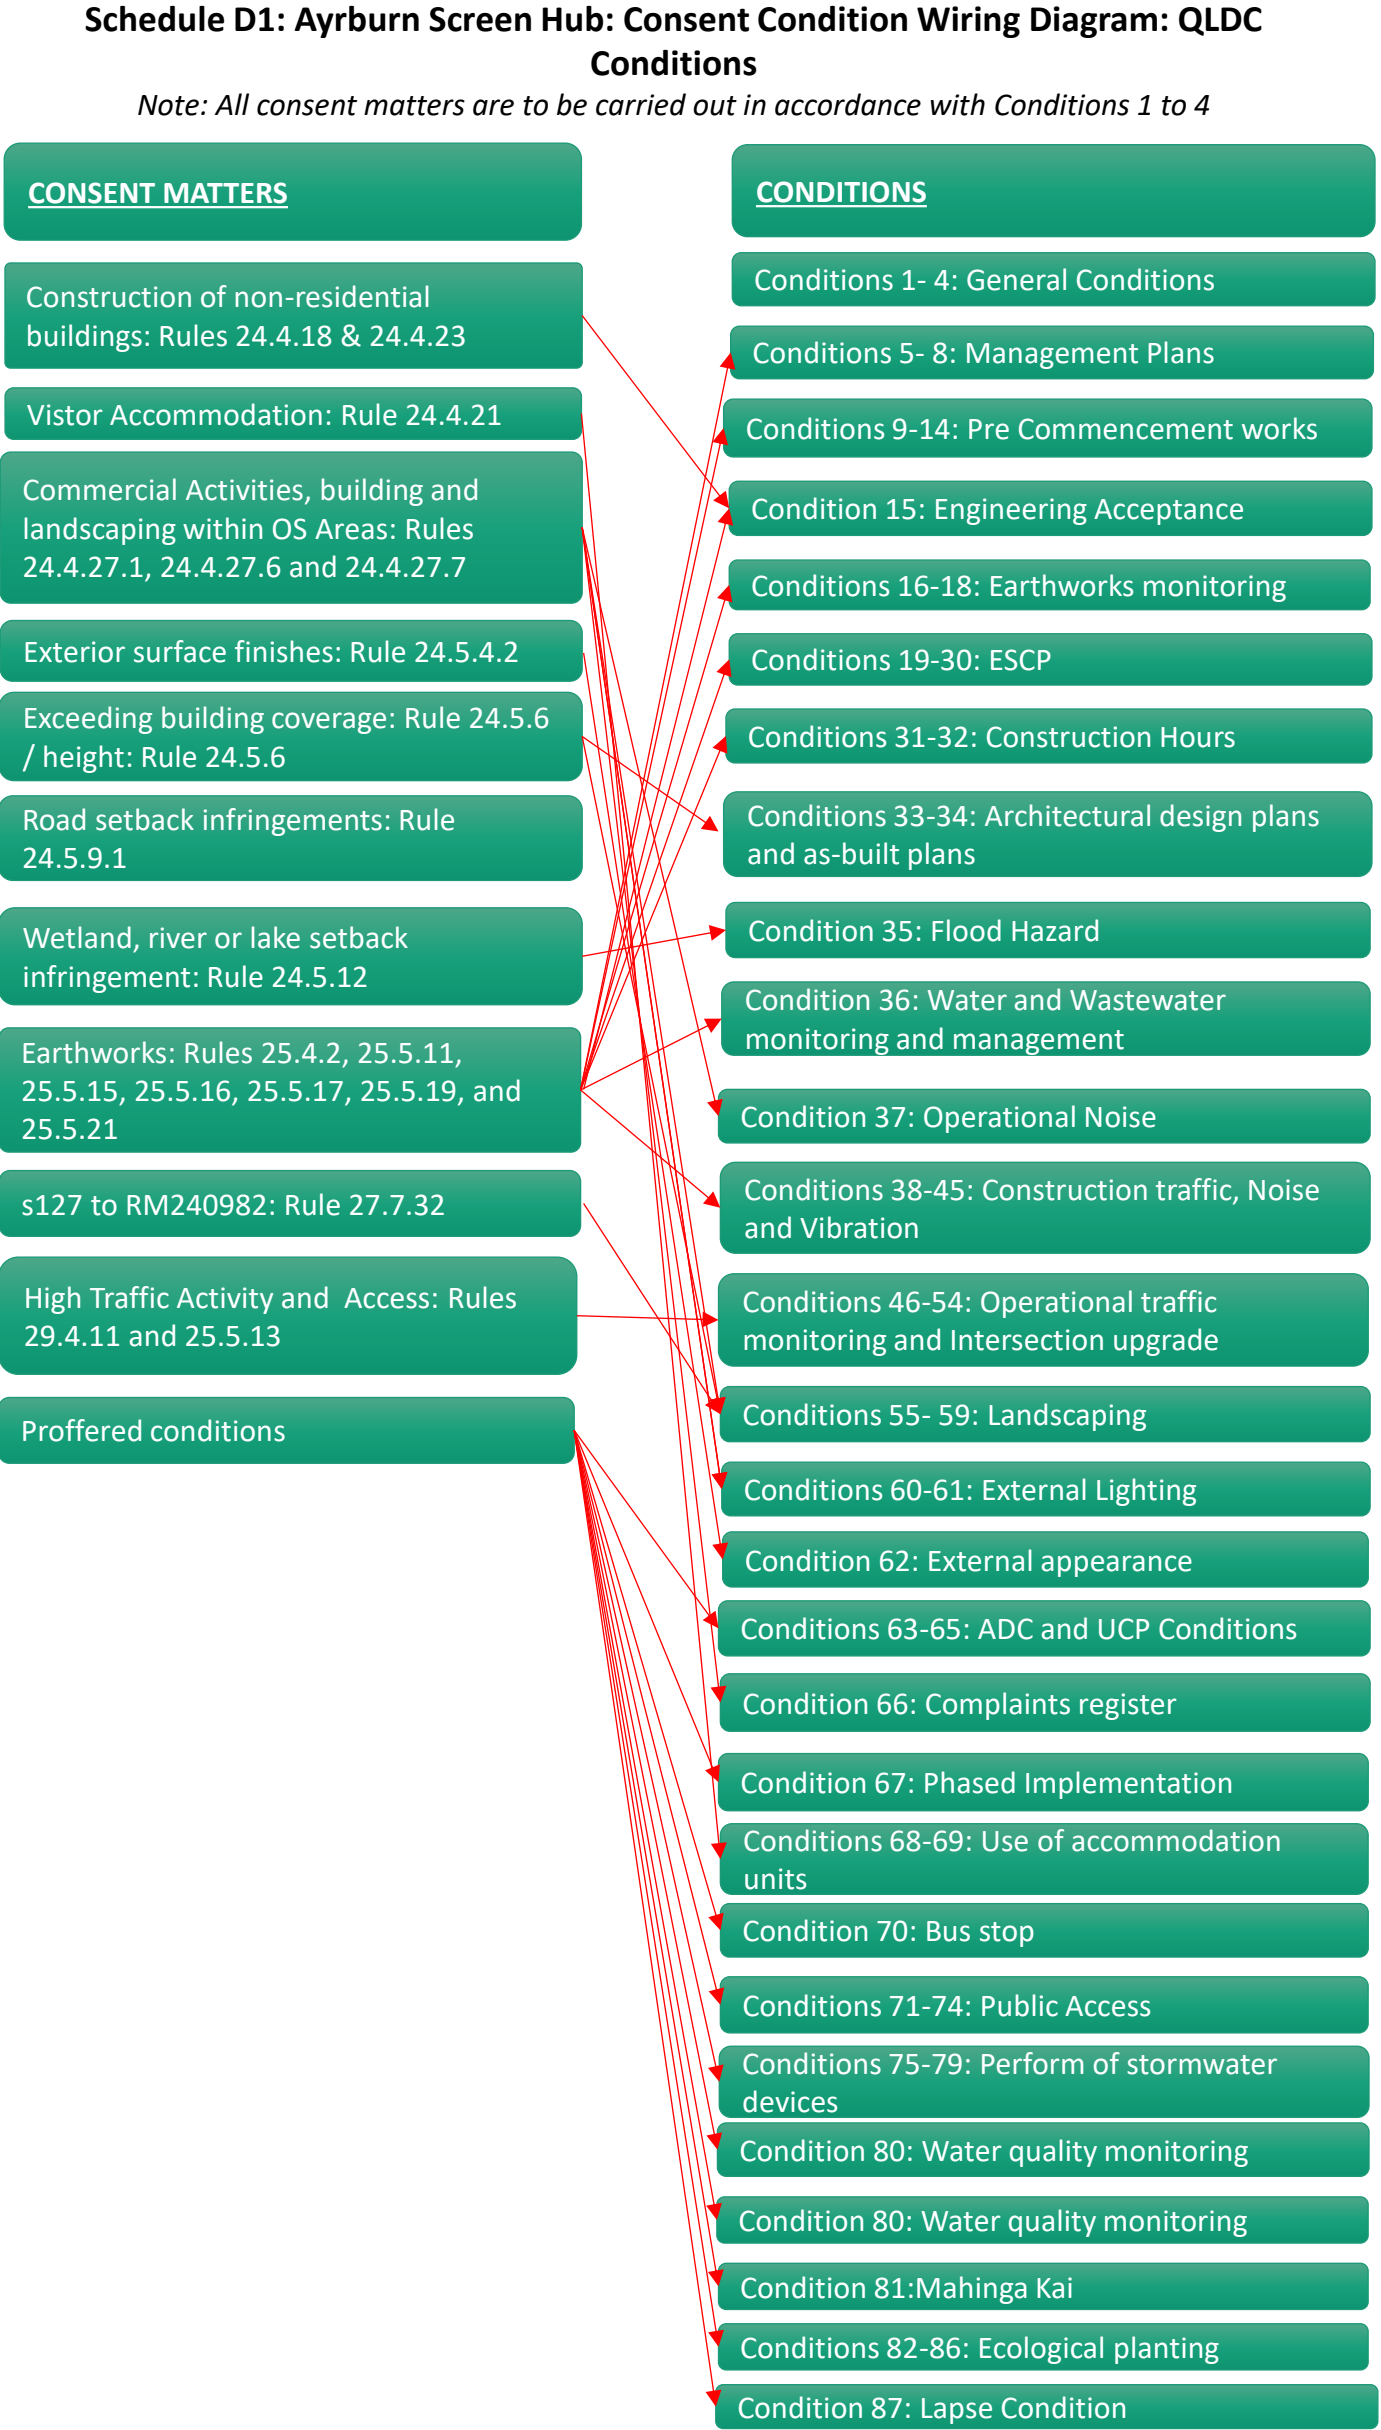 Schedule D1: Ayrburn Screen Hub: Consent Condition Wiring Diagram: QLDC
Conditions
Note: All consent matters are to be carried out in accordance with Conditions 1 to 4
CONSENT MATTERS
Construction of non-residential
buildings: Rules 24.4.18 & 24.4.23
Vistor Accommodation: Rule 24.4.21
Commercial Activities, building and
landscaping within OS Areas: Rules
24.4.27.1, 24.4.27.6 and 24.4.27.7
Exterior surface finishes: Rule 24.5.4.2
Exceeding building coverage: Rule 24.5.6
/ height: Rule 24.5.6
Road setback infringements: Rule
24.5.9.1
Wetland, river or lake setback
infringement: Rule 24.5.12
Earthworks: Rules 25.4.2, 25.5.11,
25.5.15, 25.5.16, 25.5.17, 25.5.19, and
25.5.21
s127 to RM240982: Rule 27.7.32
High Traffic Activity and  Access: Rules
29.4.11 and 25.5.13
Proffered conditions
CONDITIONS
Conditions 1- 4: General Conditions
Conditions 5- 8: Management Plans
Conditions 9-14: Pre Commencement works
Condition 15: Engineering Acceptance
Conditions 16-18: Earthworks monitoring
Conditions 19-30: ESCP
Conditions 31-32: Construction Hours
Conditions 33-34: Architectural design plans
and as-built plans
Condition 35: Flood Hazard
Condition 36: Water and Wastewater
monitoring and management
Condition 37: Operational Noise
Conditions 38-45: Construction traffic, Noise
and Vibration
Conditions 46-54: Operational traffic
monitoring and Intersection upgrade
Conditions 55- 59: Landscaping
Conditions 60-61: External Lighting
Condition 62: External appearance
Conditions 63-65: ADC and UCP Conditions
Condition 66: Complaints register
Condition 67: Phased Implementation
Conditions 68-69: Use of accommodation
units
Condition 70: Bus stop
Conditions 71-74: Public Access
Conditions 75-79: Perform of stormwater
devices
Condition 80: Water quality monitoring
Condition 80: Water quality monitoring
Condition 81:Mahinga Kai
Conditions 82-86: Ecological planting
Condition 87: Lapse Condition